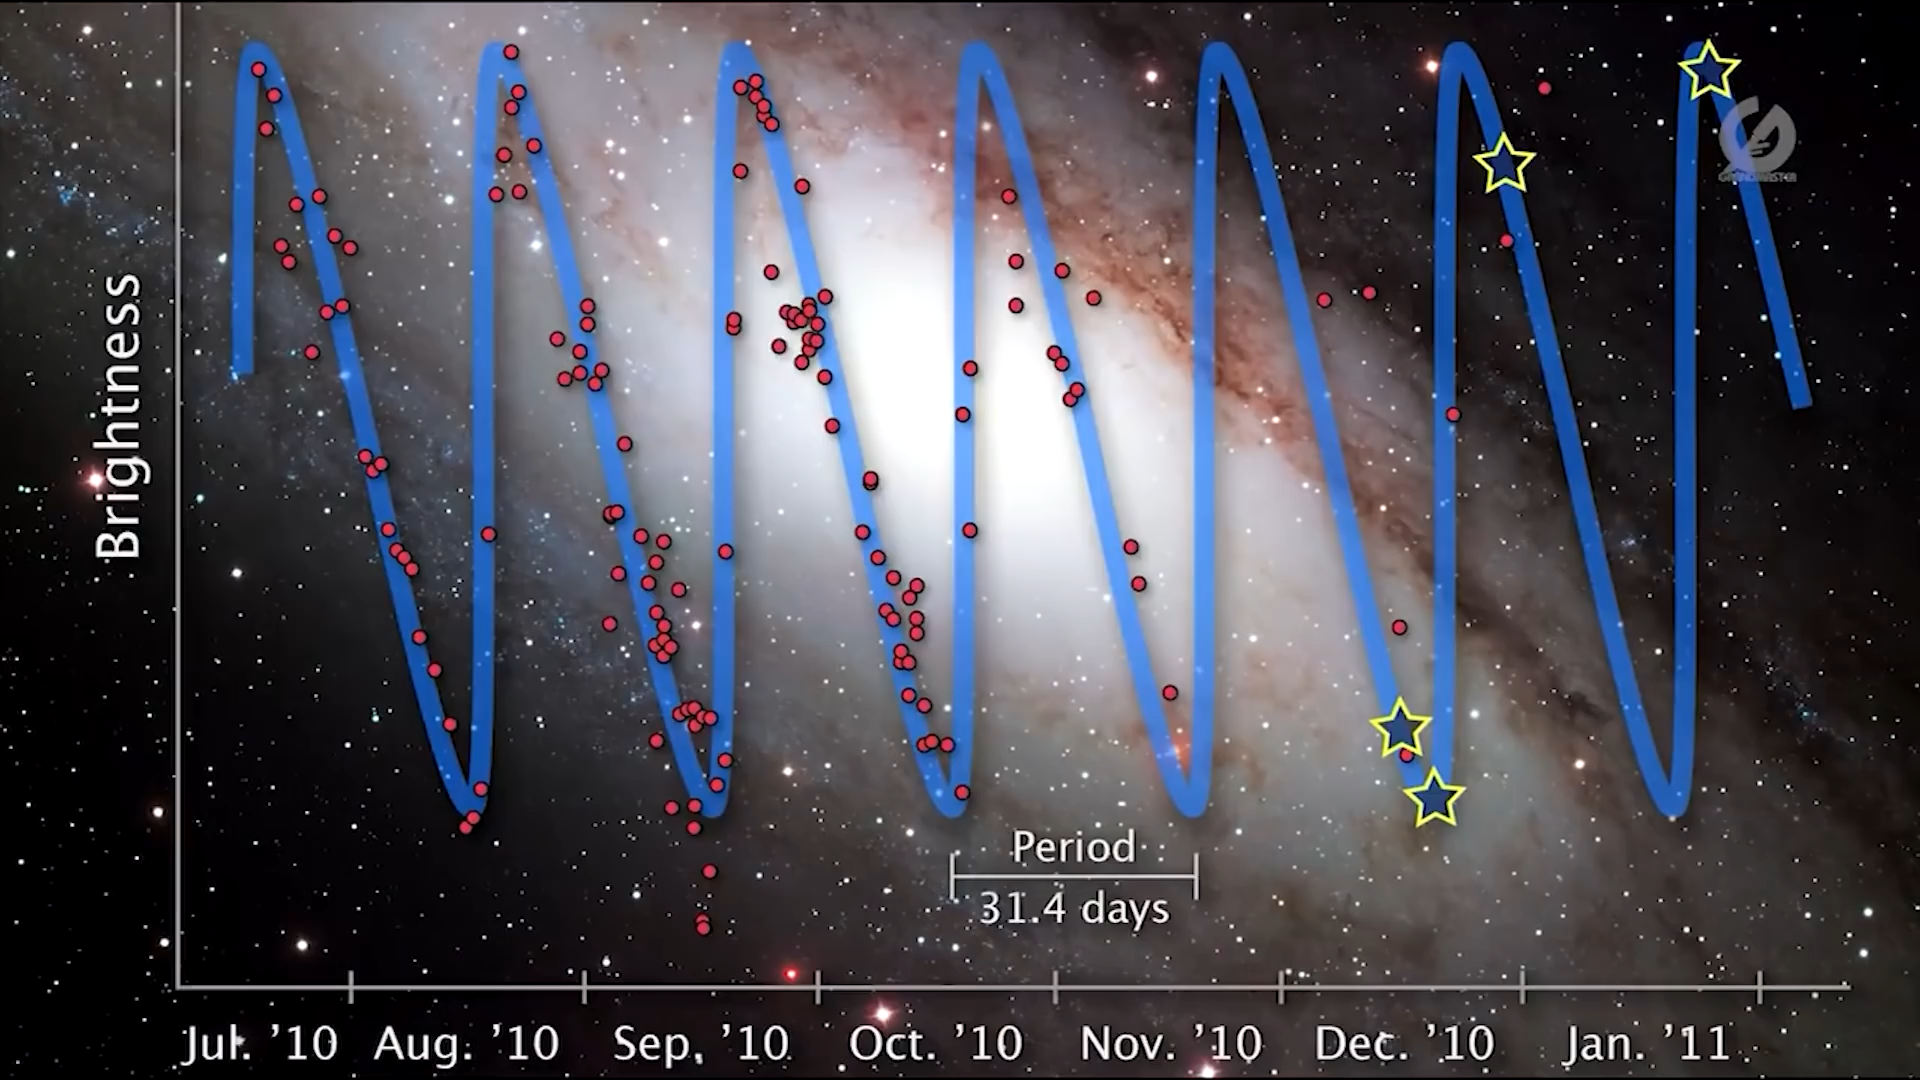 Brightness
Period
31.4 days
Jul. '10 Aug. '10 Sep. '10 Oct. '10 Nov. '10 Dec. '10 Jan. '11
GRANDMASTER